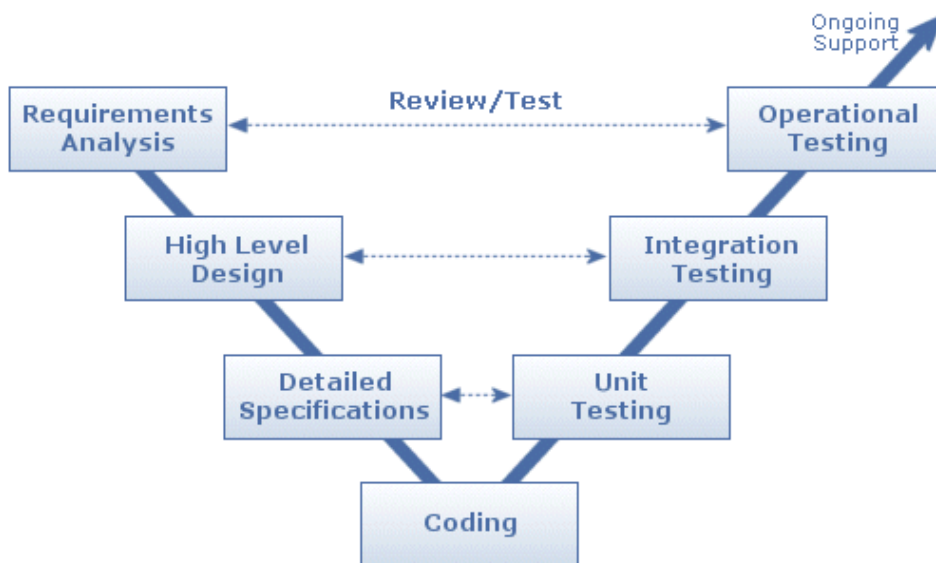 Ongoing
Support
Requirements
Analysis
Review/Test
Operational
Testing
High Level
Design
Integration
Testing
Detailed
Specifications
Unit
Testing
Coding